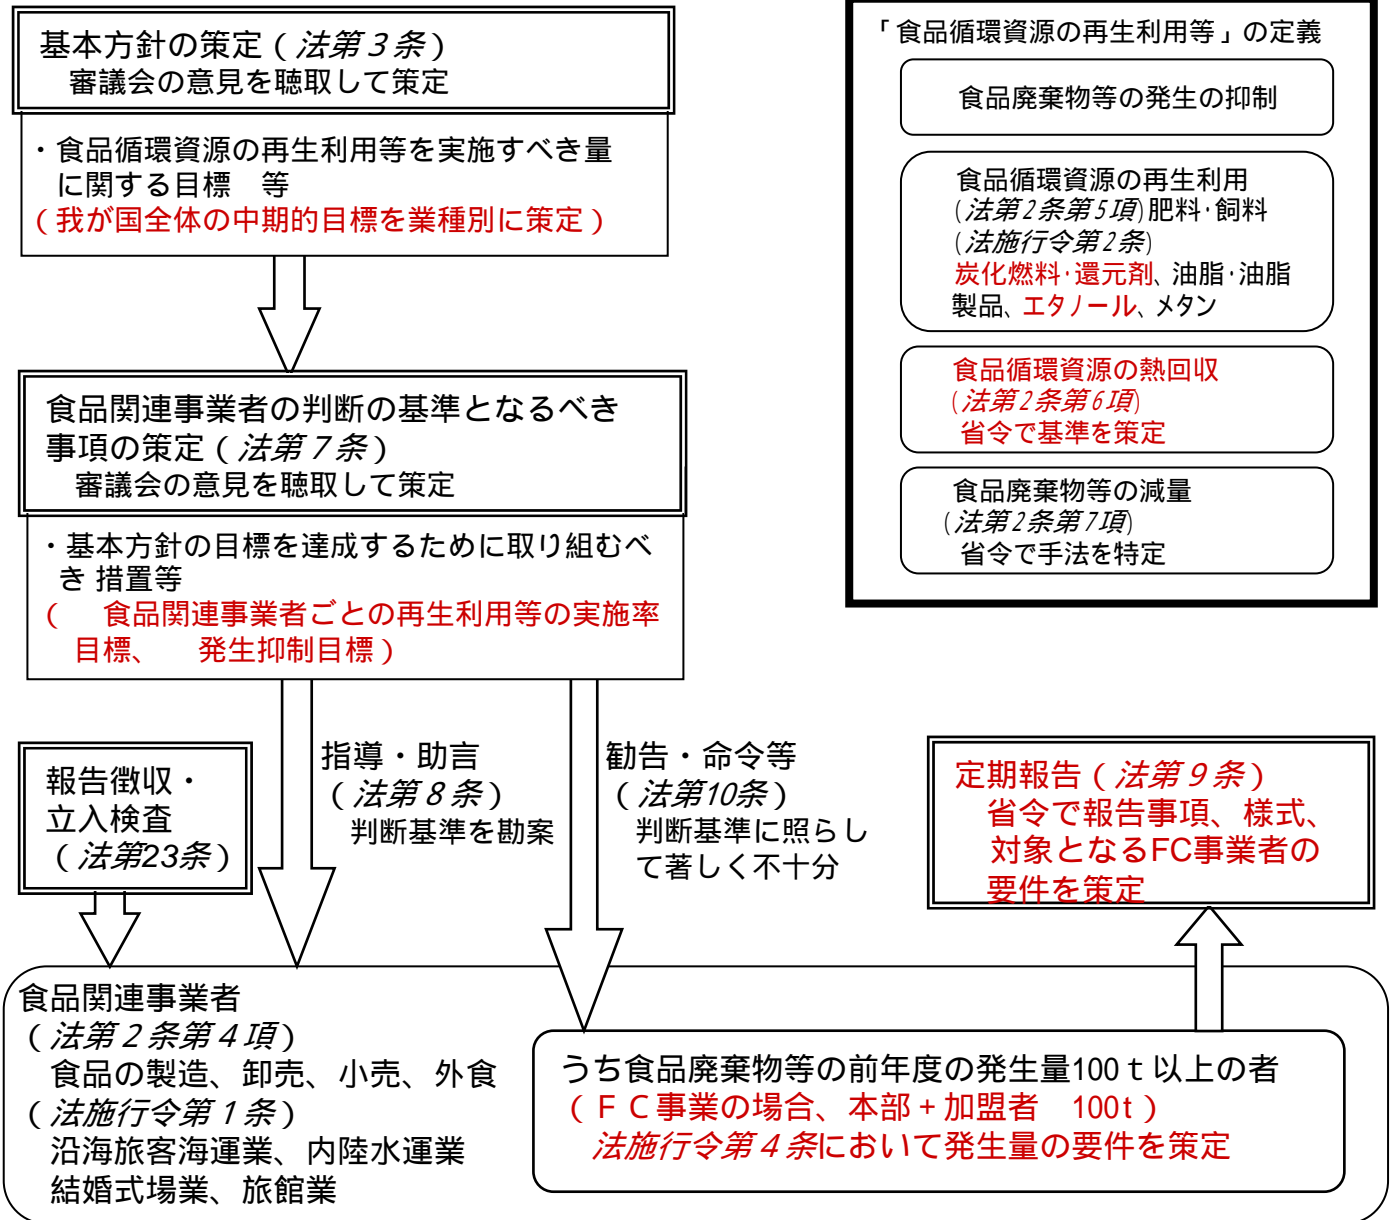 基本方針の策定(法第3条)
審議会の意見を聴取して策定
・食品循環資源の再生利用等を実施すべき量
に関する目標 等
(我が国全体の中期的目標を業種別に策定)
食品関連事業者の判断の基準となるべき
事項の策定(法第7条)
審議会の意見を聴取して策定
・基本方針の目標を達成するために取り組むべ
き 措置等
( 食品関連事業者ごとの再生利用等の実施率
目標、 発生抑制目標)
「食品循環資源の再生利用等」の定義
食品廃棄物等の発生の抑制
食品循環資源の再生利用
(法第2条第5項)肥料・飼料
(法施行令第2条)
炭化燃料・還元剤、油脂・油脂
製品、エタノール、メタン
食品循環資源の熱回収
(法第2条第6項)
省令で基準を策定
食品廃棄物等の減量
(法第2条第7項)
省令で手法を特定
報告徴収・
立入検査
(法第23条)
指導・助言
(法第8条)
判断基準を勘案
勧告・命令等
(法第10条)
判断基準に照らし
て著しく不十分
定期報告(法第9条)
省令で報告事項、様式、
対象となるFC事業者の
要件を策定
食品関連事業者
(法第2条第4項)
食品の製造、卸売、小売、外食
(法施行令第1条)
沿海旅客海運業、内陸水運業
結婚式場業、旅館業
うち食品廃棄物等の前年度の発生量100t以上の者
(FC事業の場合、本部+加盟者 100t)
法施行令第4条において発生量の要件を策定